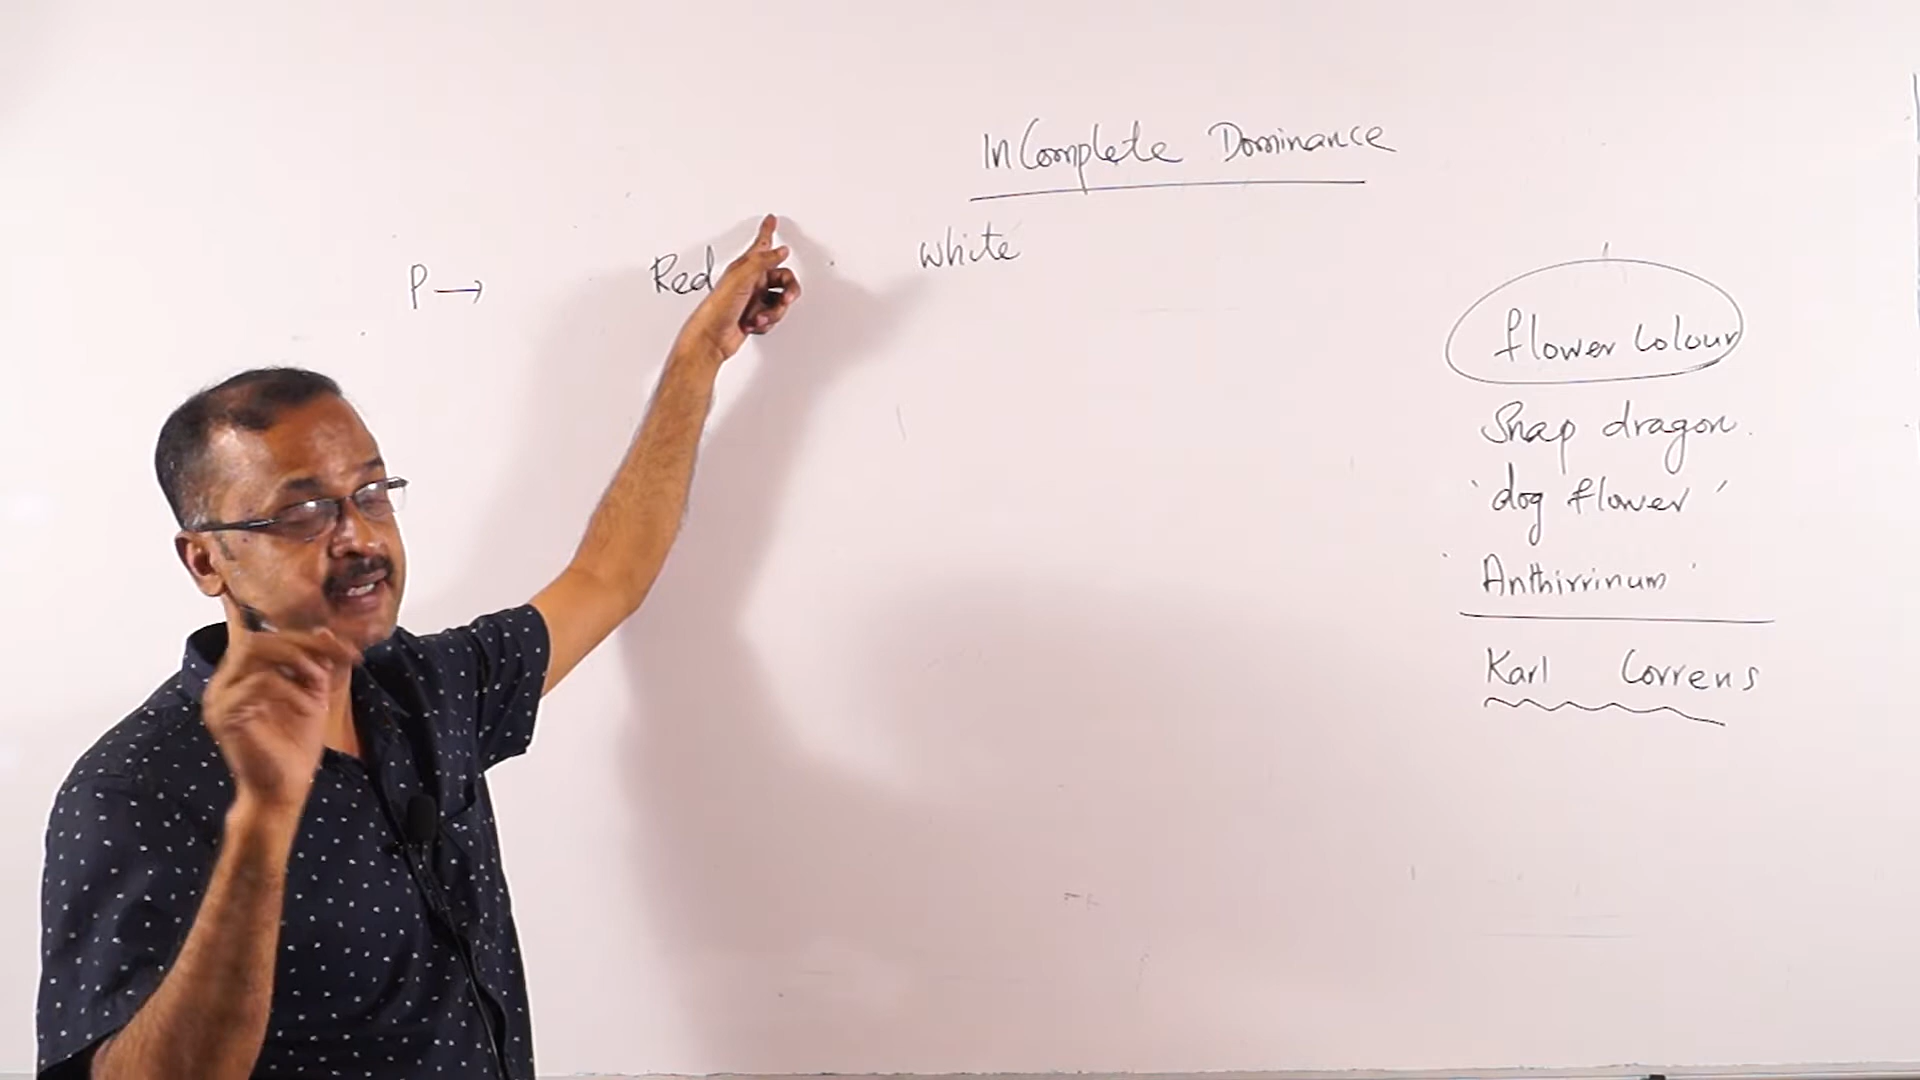 InComplete Dominance
P → Red white
flower colour
Snap dragon.
'dog flower'
'Anthirrinum'
Karl Correns